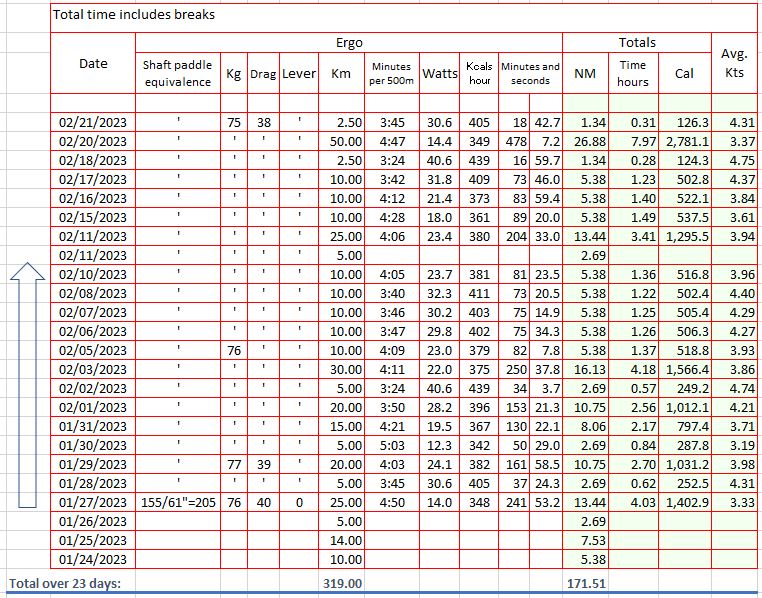 Total time includes breaks
Ergo Totals
Date Shaft paddle equivalence Kg Drag Lever Km Minutes per 500m Watts Kcals hour Minutes and seconds NM Time hours Cal Avg. Kts
02/21/2023 ' 75 38 ' 2.50 3:45 30.6 405 18 42.7 1.34 0.31 126.3 4.31
02/20/2023 ' ' ' ' 50.00 4:47 14.4 349 478 7.2 26.88 7.97 2,781.1 3.37
02/18/2023 ' ' ' ' 2.50 3:24 40.6 439 16 59.7 1.34 0.28 124.3 4.75
02/17/2023 ' ' ' ' 10.00 3:42 31.8 409 73 46.0 5.38 1.23 502.8 4.37
02/16/2023 ' ' ' ' 10.00 4:12 21.4 373 83 59.4 5.38 1.40 522.1 3.84
02/15/2023 ' ' ' ' 10.00 4:28 18.0 361 89 20.0 5.38 1.49 537.5 3.61
02/11/2023 ' ' ' ' 25.00 4:06 23.4 380 204 33.0 13.44 3.41 1,295.5 3.94
02/11/2023 ' ' ' ' 5.00 2.69
02/10/2023 ' ' ' ' 10.00 4:05 23.7 381 81 23.5 5.38 1.36 516.8 3.96
02/08/2023 ' ' ' ' 10.00 3:40 32.3 411 73 20.5 5.38 1.22 502.4 4.40
02/07/2023 ' ' ' ' 10.00 3:46 30.2 403 75 14.9 5.38 1.25 505.4 4.29
02/06/2023 ' ' ' ' 10.00 3:47 29.8 402 75 34.3 5.38 1.26 506.3 4.27
02/05/2023 ' 76 ' ' 10.00 4:09 23.0 379 82 7.8 5.38 1.37 518.8 3.93
02/03/2023 ' ' ' ' 30.00 4:11 22.0 375 250 37.8 16.13 4.18 1,566.4 3.86
02/02/2023 ' ' ' ' 5.00 3:24 40.6 439 34 3.7 2.69 0.57 249.2 4.74
02/01/2023 ' ' ' ' 20.00 3:50 28.2 396 153 21.3 10.75 2.56 1,012.1 4.21
01/31/2023 ' ' ' ' 15.00 4:21 19.5 367 130 22.1 8.06 2.17 797.4 3.71
01/30/2023 ' ' ' ' 5.00 5:03 12.3 342 50 29.0 2.69 0.84 287.8 3.19
01/29/2023 ' 77 39 ' 20.00 4:03 24.1 382 161 58.5 10.75 2.70 1,031.2 3.98
01/28/2023 ' ' ' ' 5.00 3:45 30.6 405 37 24.3 2.69 0.62 252.5 4.31
01/27/2023 155/61"=205 76 40 0 25.00 4:50 14.0 348 241 53.2 13.44 4.03 1,402.9 3.33
01/26/2023 5.00 2.69
01/25/2023 14.00 7.53
01/24/2023 10.00 5.38
Total over 23 days: 319.00 171.51